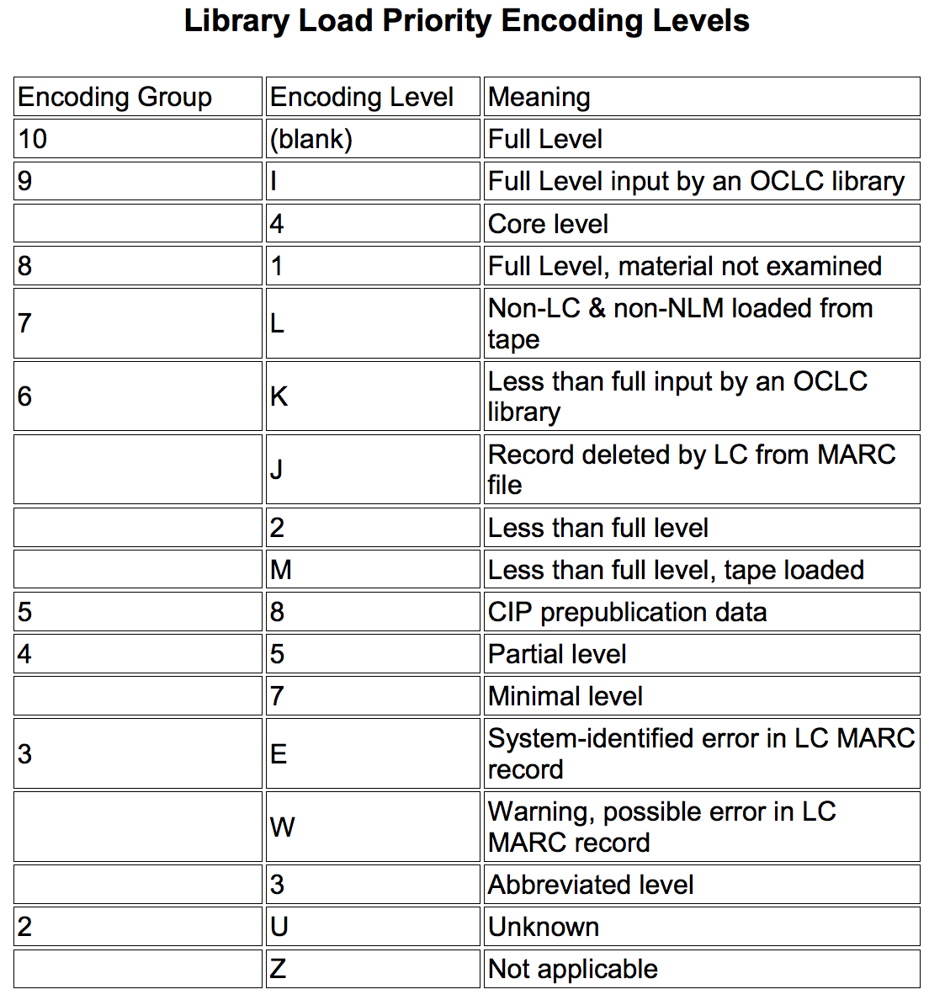 Library Load Priority Encoding Levels
Encoding Group Encoding Level Meaning
10 (blank) Full Level
9 I Full Level input by an OCLC library
4 Core level
8 1 Full Level, material not examined
7 L Non-LC & non-NLM loaded from
tape
6 K Less than full input by an OCLC
library
J Record deleted by LC from MARC
file
2 Less than full level
M Less than full level, tape loaded
5 8 CIP prepublication data
4 5 Partial level
7 Minimal level
3 E System-identified error in LC MARC
record
W Warning, possible error in LC
MARC record
3 Abbreviated level
2 U Unknown
Z Not applicable